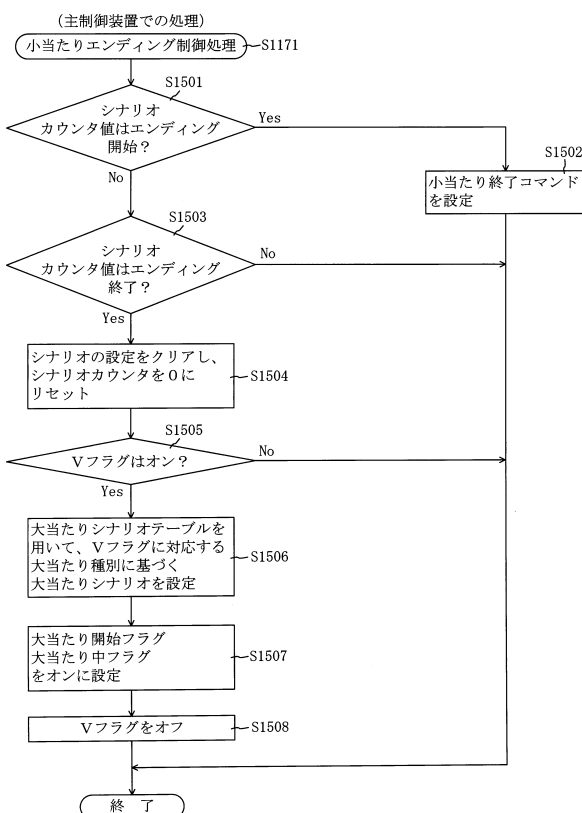 (主制御装置での処理)
小当たりエンディング制御処理
S1171
S1501
シナリオ
カウンタ値はエンディング
開始?
Yes
No
S1502
小当たり終了コマンド
を設定
S1503
シナリオ
カウンタ値はエンディング
終了?
No
Yes
シナリオの設定をクリアし、
シナリオカウンタを0に
リセット
S1504
S1505
Vフラグはオン?
No
Yes
大当たりシナリオテーブルを
用いて、Vフラグに対応する
大当たり種別に基づく
大当たりシナリオを設定
S1506
大当たり開始フラグ
大当たり中フラグ
をオンに設定
S1507
Vフラグをオフ
S1508
終 了